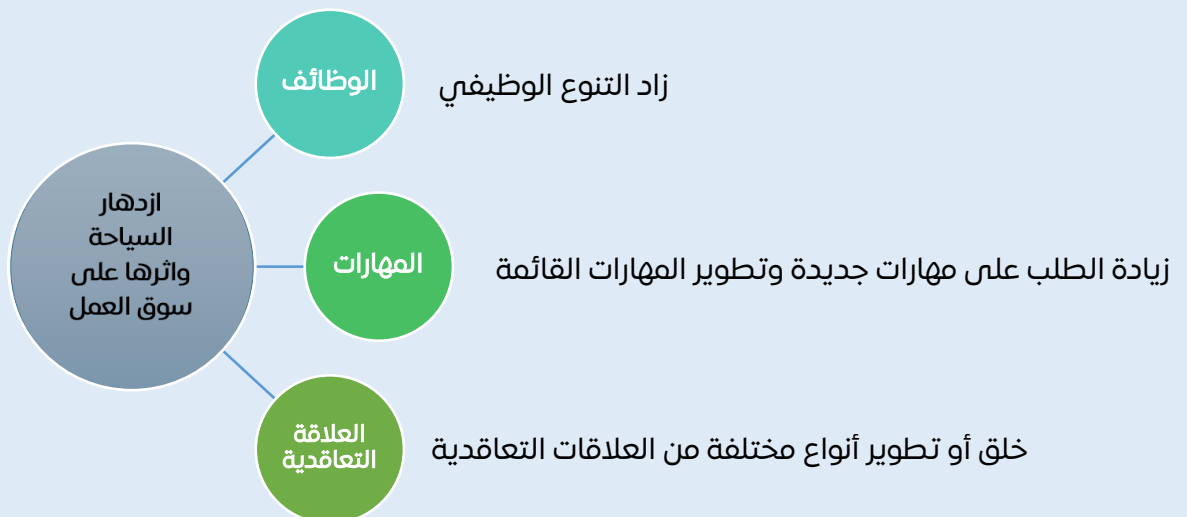 الوظائف
زاد التنوع الوظيفي
ازدهار
السياحة
واثرها على
سوق العمل
المهارات
زيادة الطلب على مهارات جديدة وتطوير المهارات القائمة
العلاقة
التعاقدية
خلق أو تطوير أنواع مختلفة من العلاقات التعاقدية